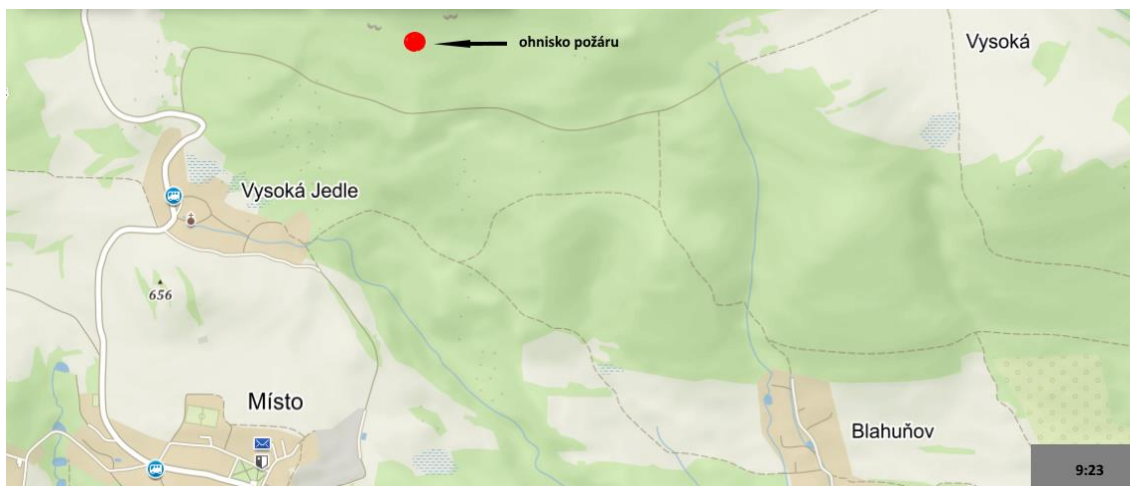 ohnisko požáru
Vysoká
Vysoká Jedle
656
Místo
Blahuňov
9:23